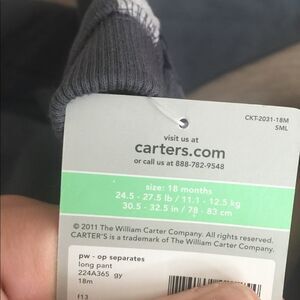 CKT-2031-18M
SML
visit us at
carters.com
or call us at 888-782-9548
size: 18 months
24.5 - 27.5 lb / 11.1 - 12.5 kg
30.5 - 32.5 in / 78 - 83 cm
© 2011 The William Carter Company. All rights reserved.
CARTER'S is a trademark of The William Carter Company.
pw - op separates
long pant
224A365 gy
18m
f13